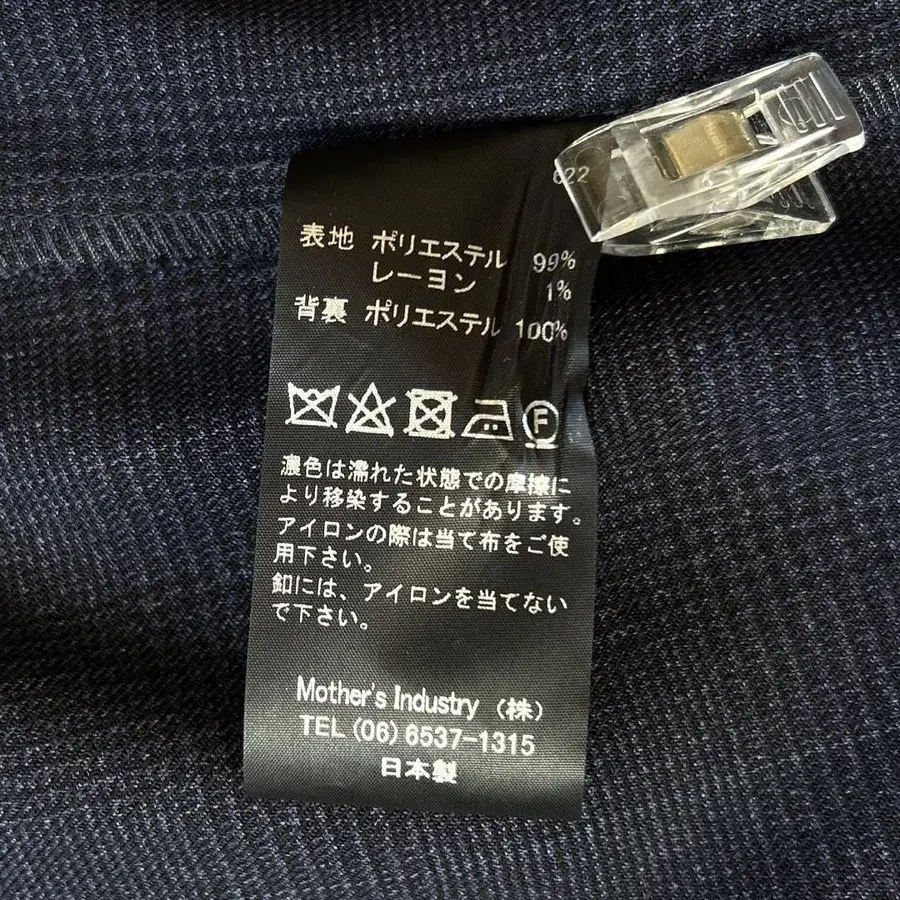 622
表地 ポリエステル 99%
レーヨン 1%
背裏 ポリエステル 100%
F
濃色は濡れた状態での摩擦に
より移染することがあります。
アイロンの際は当て布をご使
用下さい。
釦には、アイロンを当てない
で下さい。
Mother's Industry (株)
TEL (06) 6537-1315
日本製